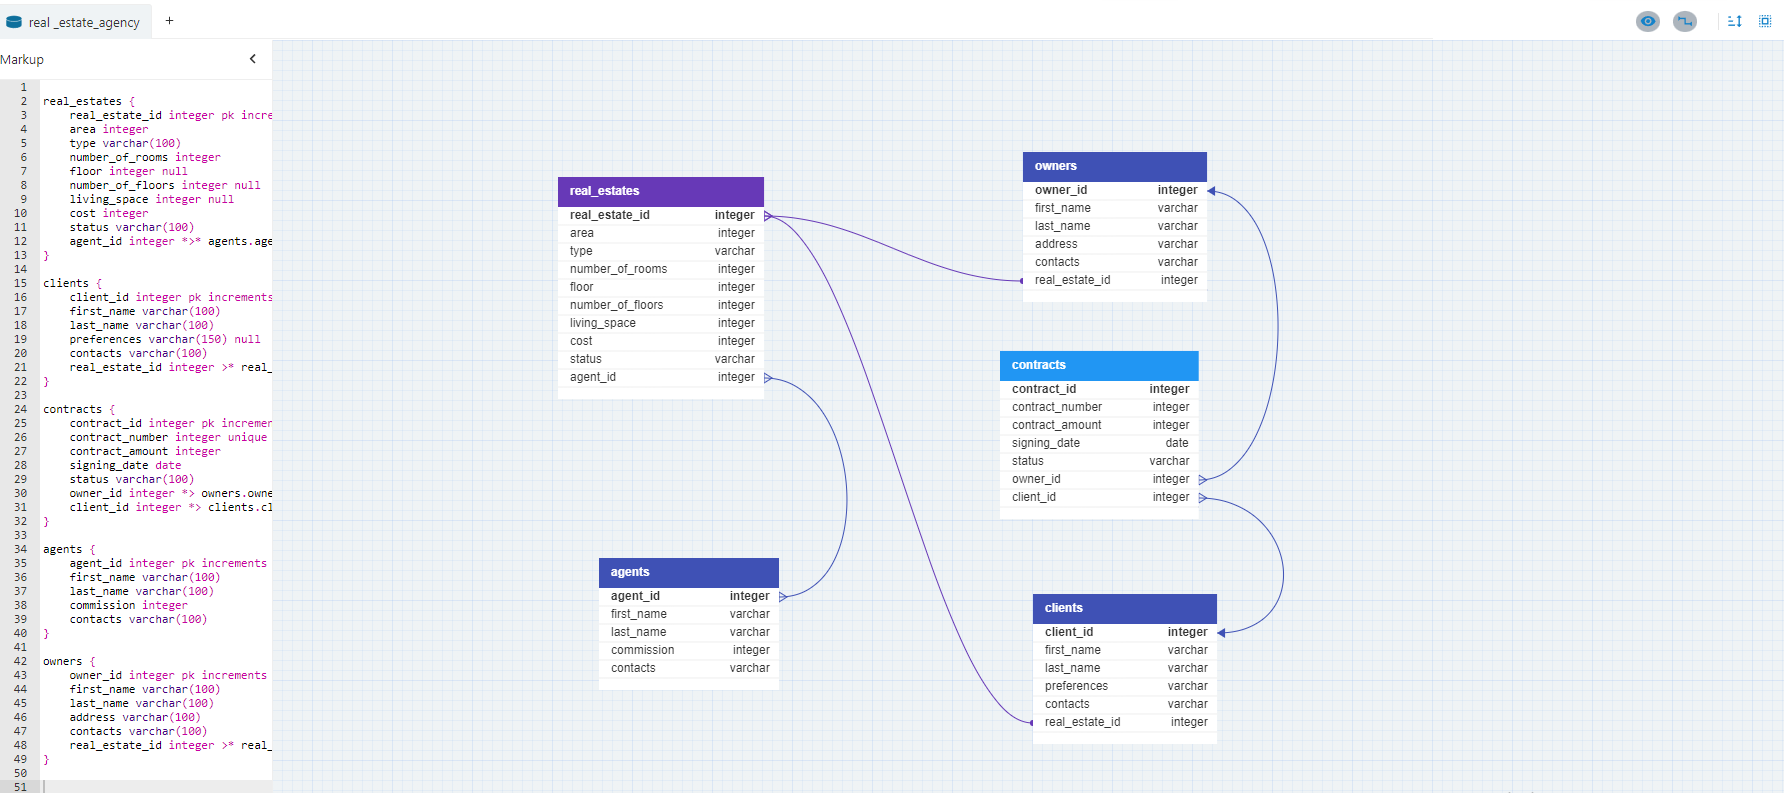 real _estate_agency +
Markup
1
2 real_estates {
3 real_estate_id integer pk incre
4 area integer
5 type varchar(100)
6 number_of_rooms integer
7 floor integer null
8 number_of_floors integer null
9 living_space integer null
10 cost integer
11 status varchar(100)
12 agent_id integer *>* agents.age
13 }
14
15 clients {
16 client_id integer pk increments
17 first_name varchar(100)
18 last_name varchar(100)
19 preferences varchar(150) null
20 contacts varchar(100)
21 real_estate_id integer >* real_
22 }
23
24 contracts {
25 contract_id integer pk incremen
26 contract_number integer unique
27 contract_amount integer
28 signing_date date
29 status varchar(100)
30 owner_id integer *> owners.owne
31 client_id integer *> clients.cl
32 }
33
34 agents {
35 agent_id integer pk increments
36 first_name varchar(100)
37 last_name varchar(100)
38 commission integer
39 contacts varchar(100)
40 }
41
42 owners {
43 owner_id integer pk increments
44 first_name varchar(100)
45 last_name varchar(100)
46 address varchar(100)
47 contacts varchar(100)
48 real_estate_id integer >* real_
49 }
50
51
real_estates
real_estate_id integer
area integer
type varchar
number_of_rooms integer
floor integer
number_of_floors integer
living_space integer
cost integer
status varchar
agent_id integer
agents
agent_id integer
first_name varchar
last_name varchar
commission integer
contacts varchar
owners
owner_id integer
first_name varchar
last_name varchar
address varchar
contacts varchar
real_estate_id integer
contracts
contract_id integer
contract_number integer
contract_amount integer
signing_date date
status varchar
owner_id integer
client_id integer
clients
client_id integer
first_name varchar
last_name varchar
preferences varchar
contacts varchar
real_estate_id integer